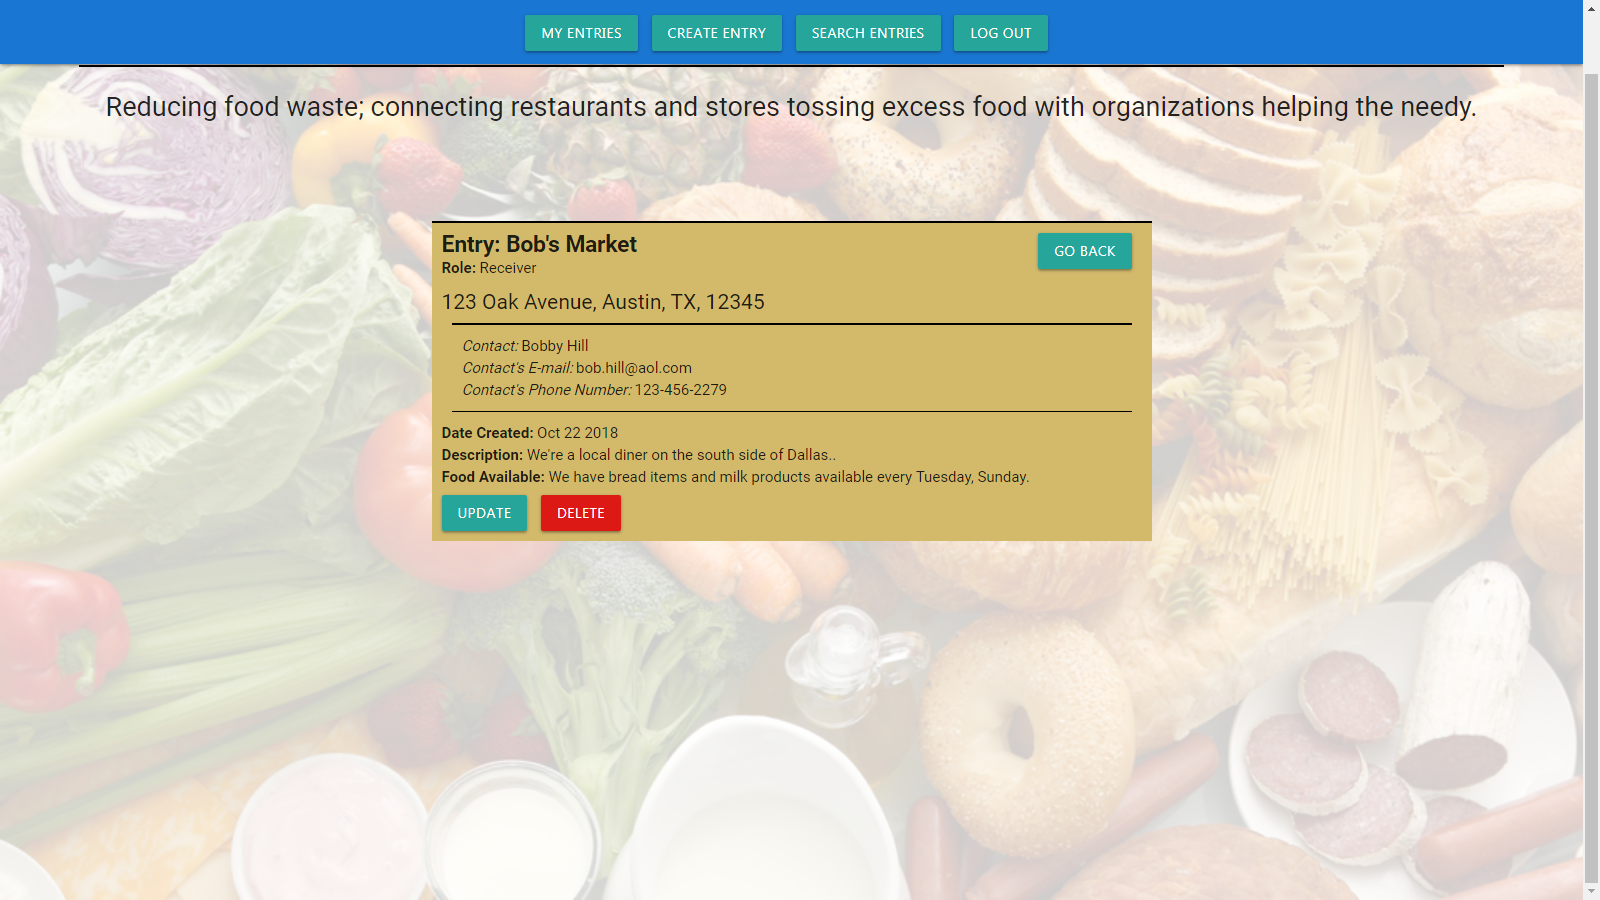 MY ENTRIES CREATE ENTRY SEARCH ENTRIES LOG OUT
Reducing food waste; connecting restaurants and stores tossing excess food with organizations helping the needy.
Entry: Bob's Market
GO BACK
Role: Receiver
123 Oak Avenue, Austin, TX, 12345
Contact: Bobby Hill
Contact's E-mail: bob.hill@aol.com
Contact's Phone Number: 123-456-2279
Date Created: Oct 22 2018
Description: We're a local diner on the south side of Dallas..
Food Available: We have bread items and milk products available every Tuesday, Sunday.
UPDATE DELETE